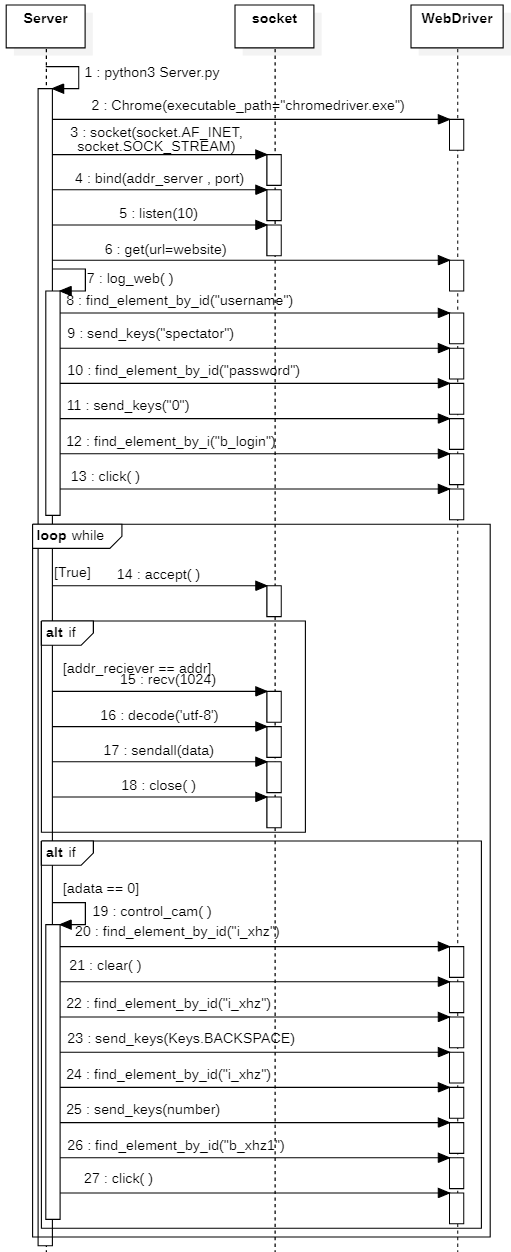 Server
socket
WebDriver
1 : python3 Server.py
2 : Chrome(executable_path="chromedriver.exe")
3 : socket(socket.AF_INET,
socket.SOCK_STREAM)
4 : bind(addr_server , port)
5 : listen(10)
6 : get(url=website)
7 : log_web( )
8 : find_element_by_id("username")
9 : send_keys("spectator")
10 : find_element_by_id("password")
11 : send_keys("0")
12 : find_element_by_i("b_login")
13 : click( )
loop while
[True]
14 : accept( )
alt if
[addr_reciever == addr]
15 : recv(1024)
16 : decode('utf-8')
17 : sendall(data)
18 : close( )
alt if
[adata == 0]
19 : control_cam( )
20 : find_element_by_id("i_xhz")
21 : clear( )
22 : find_element_by_id("i_xhz")
23 : send_keys(Keys.BACKSPACE)
24 : find_element_by_id("i_xhz")
25 : send_keys(number)
26 : find_element_by_id("b_xhz1")
27 : click( )